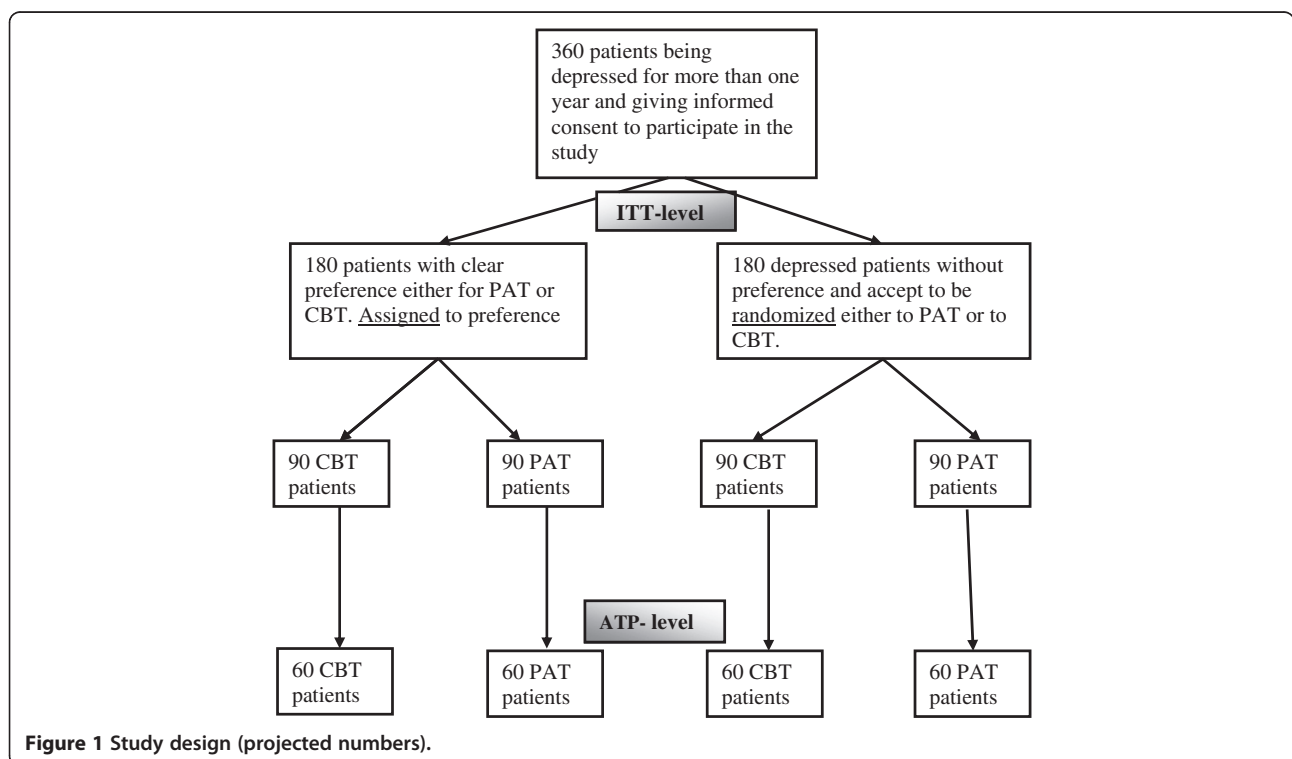 360 patients being
depressed for more than one
year and giving informed
consent to participate in the
study
ITT-level
180 patients with clear
preference either for PAT or
CBT. Assigned to preference
180 depressed patients without
preference and accept to be
randomized either to PAT or to
CBT.
90 CBT
patients
90 PAT
patients
90 CBT
patients
90 PAT
patients
ATP- level
60 CBT
patients
60 PAT
patients
60 CBT
patients
60 PAT
patients
Figure 1 Study design (projected numbers).